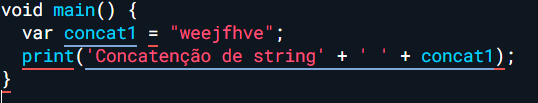 void main() {
  var concat1 = "weejfhve";
  print('Concatenção de string' + ' ' + concat1);
}